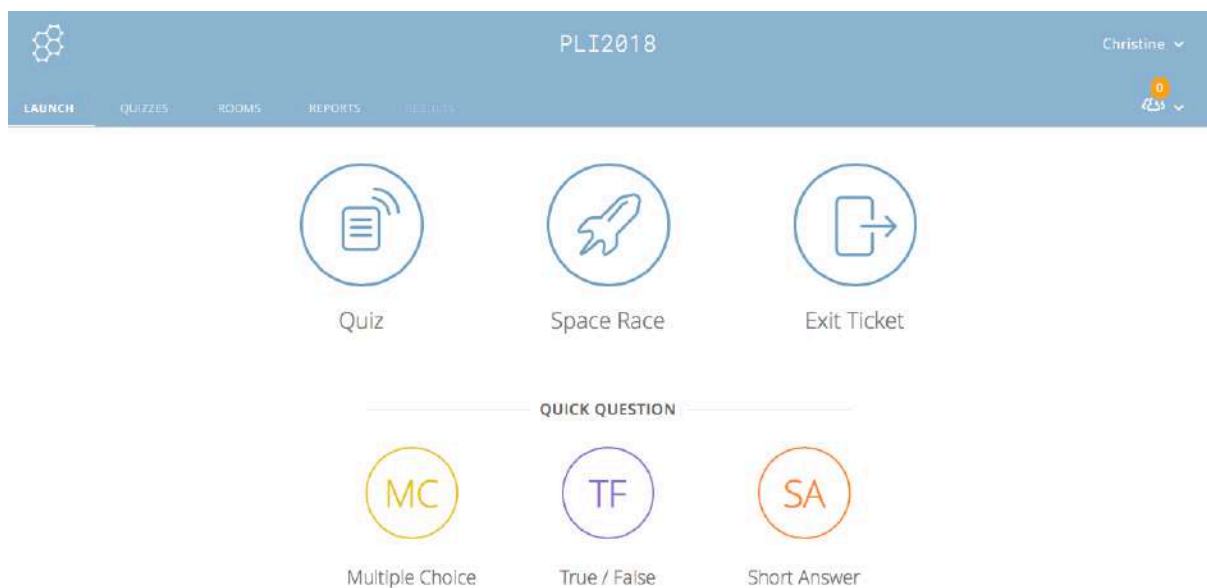 PLI2018
Christine
0
LAUNCH QUIZZES ROOMS REPORTS RESULTS
Quiz Space Race Exit Ticket
QUICK QUESTION
MC TF SA
Multiple Choice True / False Short Answer